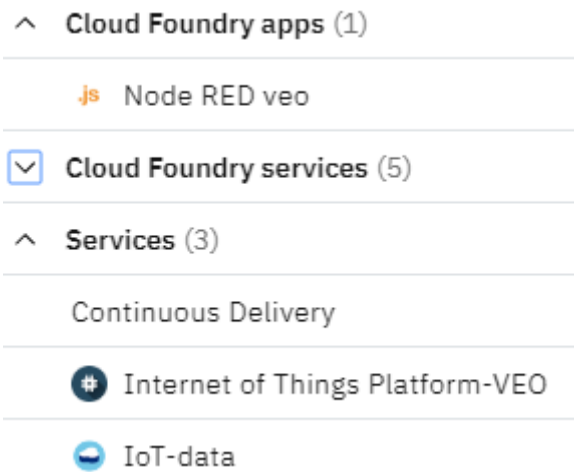 Cloud Foundry apps (1)
.js Node RED veo
Cloud Foundry services (5)
Services (3)
Continuous Delivery
# Internet of Things Platform-VEO
IoT-data